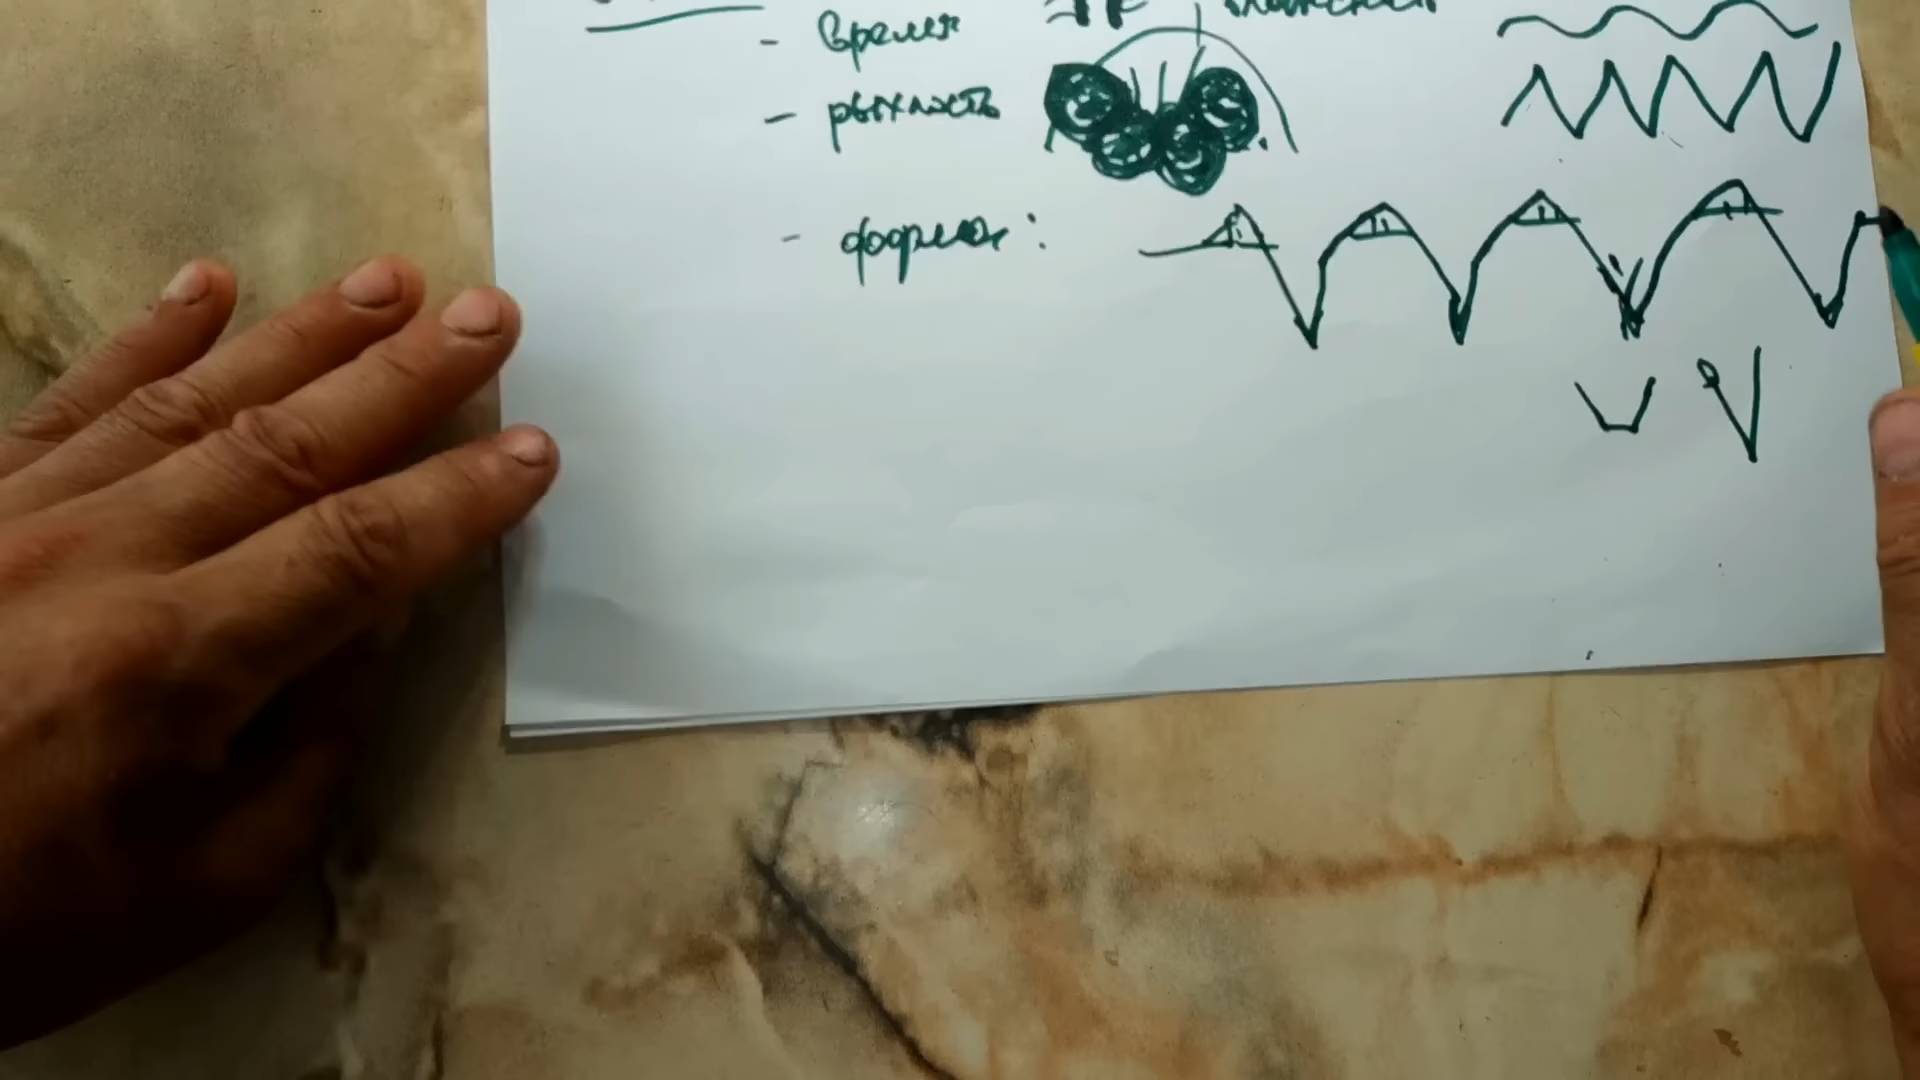 - время
- рыхлость
- форма: